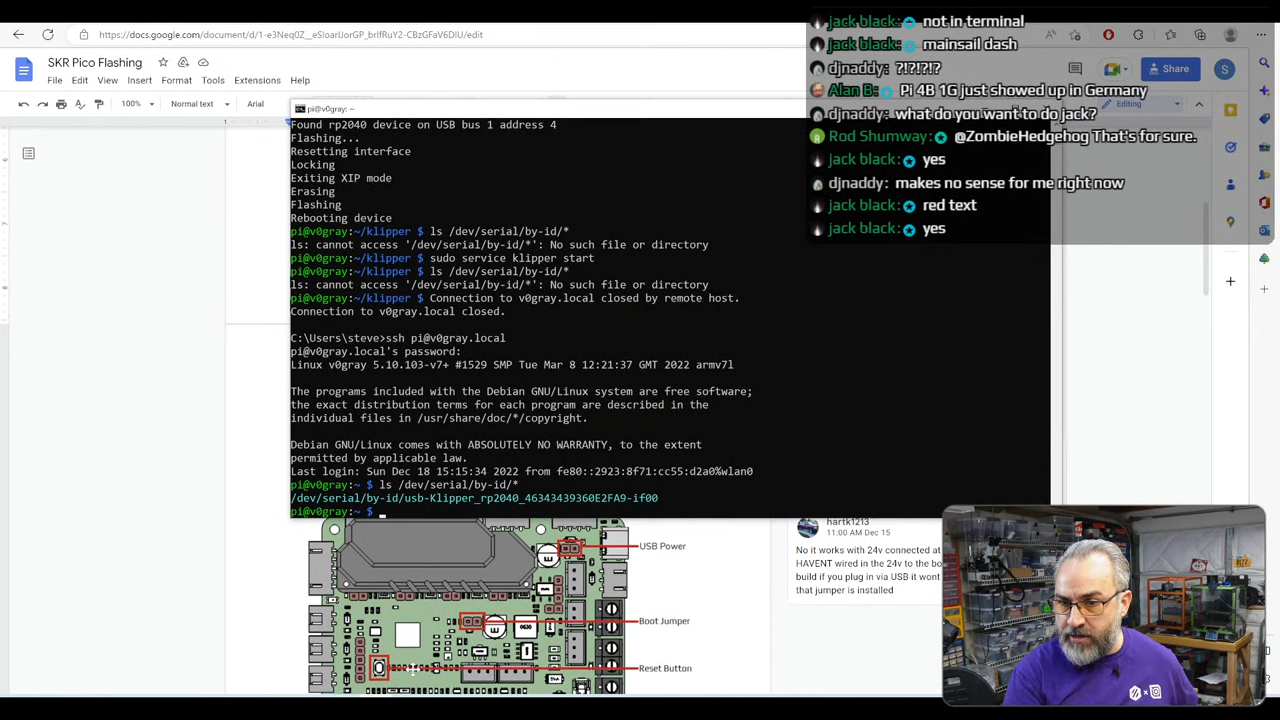 docs.google.com/document/d/1-e3Neq0Z__eSloarlJorGP_brIfRuY2-CBzGFaV6DIU/edit
SKR Pico Flashing
File Edit View Insert Format Tools Extensions Help
100%
Normal text
Arial
Share
S
Editing
jack black: not in terminal
jack black: mainsail dash
djnaddy: ?!?!?!?
Alan B: Pi 4B 1G just showed up in Germany
djnaddy: what do you want to do jack?
Rod Shumway: @ZombieHedgehog That's for sure.
jack black: yes
djnaddy: makes no sense for me right now
jack black: red text
jack black: yes
pi@v0gray: ~
Found rp2040 device on USB bus 1 address 4
Flashing...
Resetting interface
Locking
Exiting XIP mode
Erasing
Flashing
Rebooting device
pi@v0gray:~/klipper $ ls /dev/serial/by-id/*
ls: cannot access '/dev/serial/by-id/*': No such file or directory
pi@v0gray:~/klipper $ sudo service klipper start
pi@v0gray:~/klipper $ ls /dev/serial/by-id/*
ls: cannot access '/dev/serial/by-id/*': No such file or directory
pi@v0gray:~/klipper $ Connection to v0gray.local closed by remote host.
Connection to v0gray.local closed.
C:\Users\steve>ssh pi@v0gray.local
pi@v0gray.local's password:
Linux v0gray 5.10.103-v7+ #1529 SMP Tue Mar 8 12:21:37 GMT 2022 armv7l
The programs included with the Debian GNU/Linux system are free software;
the exact distribution terms for each program are described in the
individual files in /usr/share/doc/*/copyright.
Debian GNU/Linux comes with ABSOLUTELY NO WARRANTY, to the extent
permitted by applicable law.
Last login: Sun Dec 18 15:15:34 2022 from fe80::2923:8f71:cc55:d2a0%wlan0
pi@v0gray:~ $ ls /dev/serial/by-id/*
/dev/serial/by-id/usb-Klipper_rp2040_46343439360E2FA9-if00
pi@v0gray:~ $
USB Power
Boot Jumper
Reset Button
hartk1213
11:00 AM Dec 15
No it works with 24v connected at
HAVENT wired in the 24v to the bo
build if you plug in via USB it wont
that jumper is installed